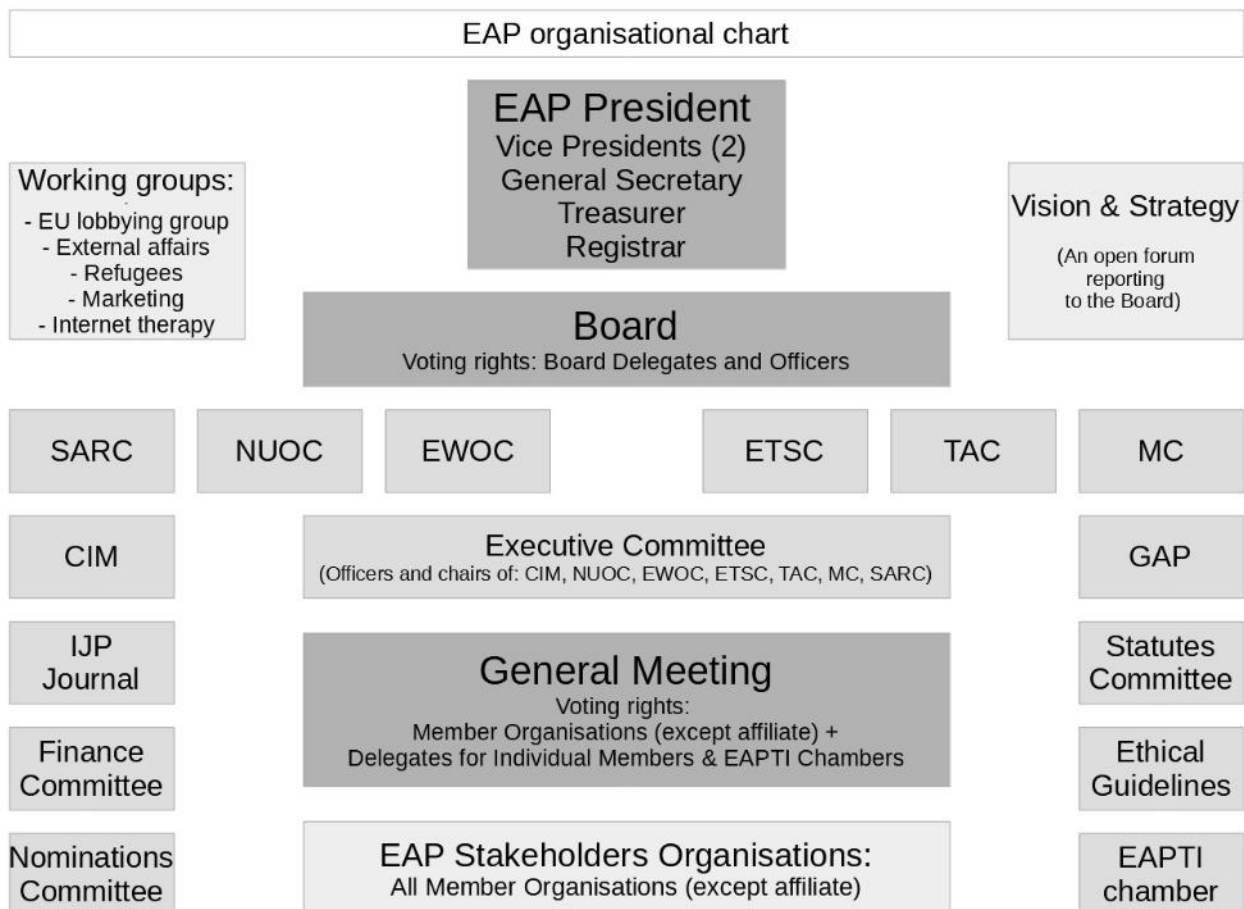 EAP organisational chart
EAP President
Vice Presidents (2)
General Secretary
Treasurer
Registrar
Working groups:
- EU lobbying group
- External affairs
- Refugees
- Marketing
- Internet therapy
Vision & Strategy
(An open forum
reporting
to the Board)
Board
Voting rights: Board Delegates and Officers
SARC
NUOC
EWOC
ETSC
TAC
MC
CIM
Executive Committee
(Officers and chairs of: CIM, NUOC, EWOC, ETSC, TAC, MC, SARC)
GAP
IJP
Journal
General Meeting
Voting rights:
Member Organisations (except affiliate) +
Delegates for Individual Members & EAPTI Chambers
Statutes
Committee
Finance
Committee
Ethical
Guidelines
Nominations
Committee
EAP Stakeholders Organisations:
All Member Organisations (except affiliate)
EAPTI
chamber